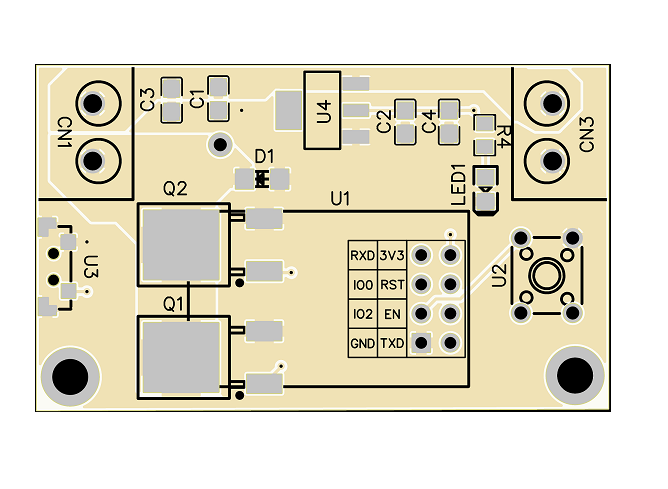 C3
C1
U4
C2
C4
R4
CN1
CN3
D1
LED1
Q2
U1
U3
RXD 3V3
IO0 RST
IO2 EN
GND TXD
U2
Q1